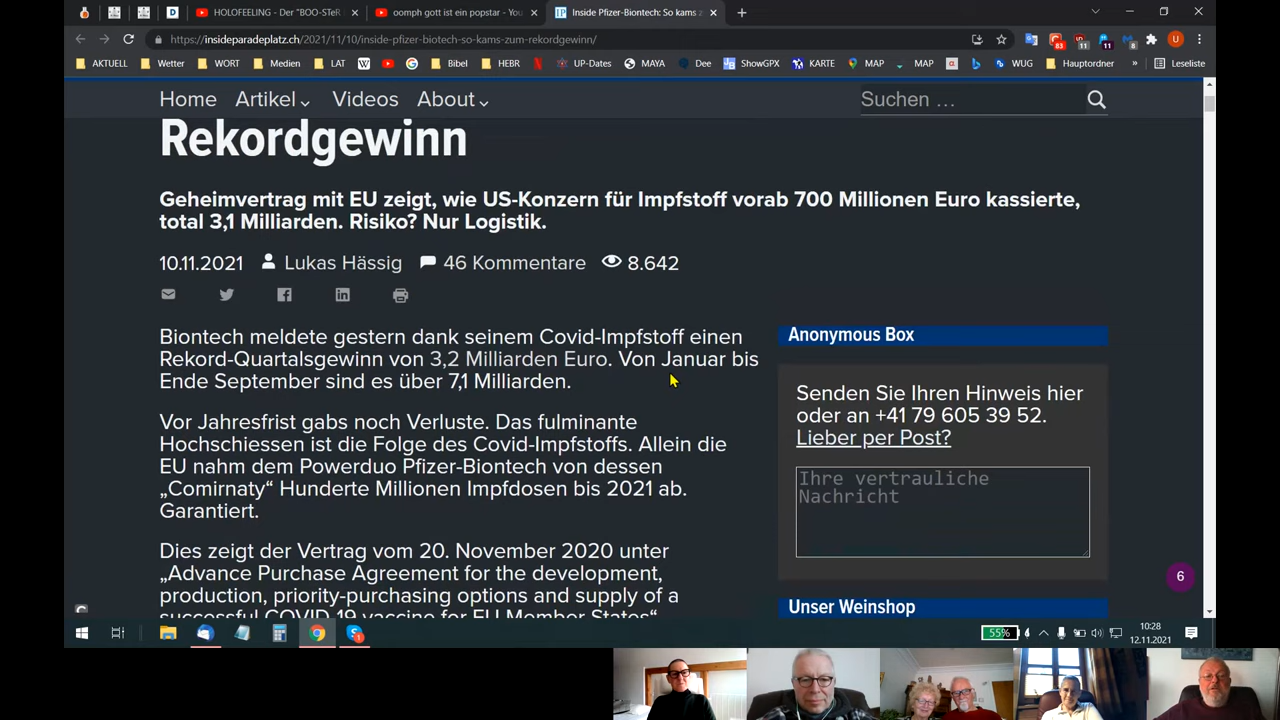 HOLOFEELING - Der "BOO-STeR
oomph gott ist ein popstar - You
Inside Pfizer-Biontech: So kams z
https://insideparadeplatz.ch/2021/11/10/inside-pfizer-biotech-so-kams-zum-rekordgewinn/
AKTUELL Wetter WORT Medien LAT Bibel HEBR UP-Dates MAYA Dee ShowGPX KARTE MAP MAP WUG Hauptordner » Leseliste
Home Artikel Videos About Suchen …
Rekordgewinn
Geheimvertrag mit EU zeigt, wie US-Konzern für Impfstoff vorab 700 Millionen Euro kassierte,
total 3,1 Milliarden. Risiko? Nur Logistik.
10.11.2021 Lukas Hässig 46 Kommentare 8.642
Biontech meldete gestern dank seinem Covid-Impfstoff einen
Rekord-Quartalsgewinn von 3,2 Milliarden Euro. Von Januar bis
Ende September sind es über 7,1 Milliarden.
Vor Jahresfrist gabs noch Verluste. Das fulminante
Hochschiessen ist die Folge des Covid-Impfstoffs. Allein die
EU nahm dem Powerduo Pfizer-Biontech von dessen
„Comirnaty“ Hunderte Millionen Impfdosen bis 2021 ab.
Garantiert.
Dies zeigt der Vertrag vom 20. November 2020 unter
„Advance Purchase Agreement for the development,
production, priority-purchasing options and supply of a
successful COVID-19 vaccine for EU Member States“
Anonymous Box
Senden Sie Ihren Hinweis hier
oder an +41 79 605 39 52.
Lieber per Post?
Ihre vertrauliche
Nachricht
6
Unser Weinshop
55%
10:28
12.11.2021